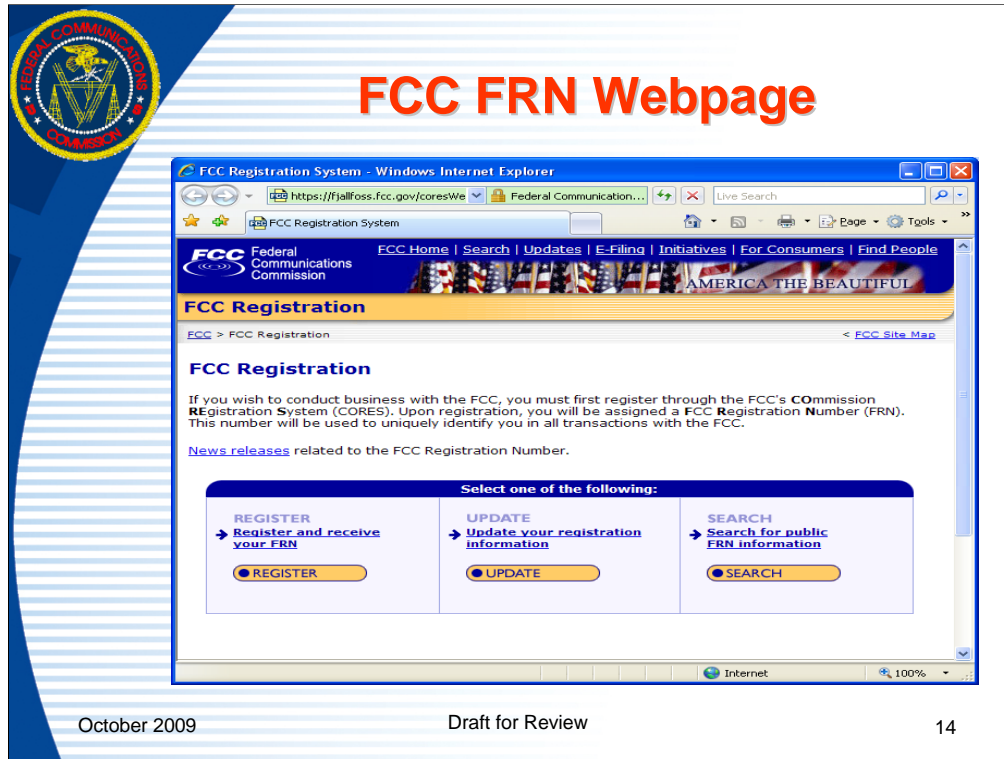 FEDERAL COMMUNICATIONS COMMISSION
FCC FRN Webpage
FCC Registration System - Windows Internet Explorer
https://fjallfoss.fcc.gov/coresWe
Federal Communication...
Live Search
FCC Registration System
Page
Tools
»
FCC Federal Communications Commission
FCC Home | Search | Updates | E-Filing | Initiatives | For Consumers | Find People
AMERICA THE BEAUTIFUL
FCC Registration
FCC > FCC Registration
< FCC Site Map
FCC Registration
If you wish to conduct business with the FCC, you must first register through the FCC's COmmission
REgistration System (CORES). Upon registration, you will be assigned a FCC Registration Number (FRN).
This number will be used to uniquely identify you in all transactions with the FCC.
News releases related to the FCC Registration Number.
Select one of the following:
REGISTER
Register and receive
your FRN
REGISTER
UPDATE
Update your registration
information
UPDATE
SEARCH
Search for public
FRN information
SEARCH
Internet
100%
October 2009
Draft for Review
14